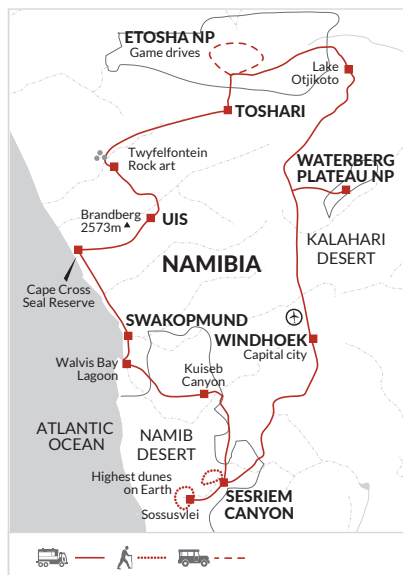 ETOSHA NP
Game drives
Lake
Otjikoto
TOSHARI
Twyfelfontein
Rock art
WATERBERG
PLATEAU NP
Brandberg
2573m
UIS
KALAHARI
DESERT
NAMIBIA
Cape Cross
Seal Reserve
SWAKOPMUND
WINDHOEK
Capital city
Walvis Bay
Lagoon
Kuiseb
Canyon
ATLANTIC
OCEAN
NAMIB
DESERT
Highest dunes
on Earth
SESRIEM
CANYON
Sossusvlei